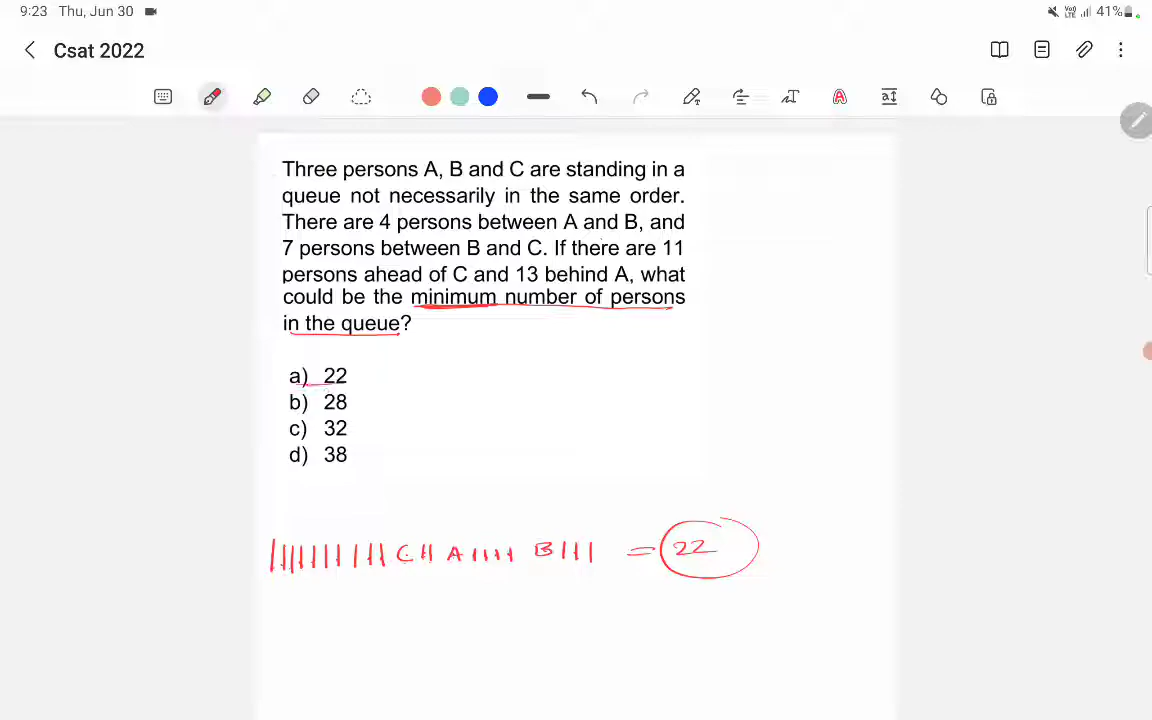 9:23 Thu, Jun 30
41%
Csat 2022
Three persons A, B and C are standing in a
queue not necessarily in the same order.
There are 4 persons between A and B, and
7 persons between B and C. If there are 11
persons ahead of C and 13 behind A, what
could be the minimum number of persons
in the queue?
a) 22
b) 28
c) 32
d) 38
||||||||||| C || A |||| B ||| = 22